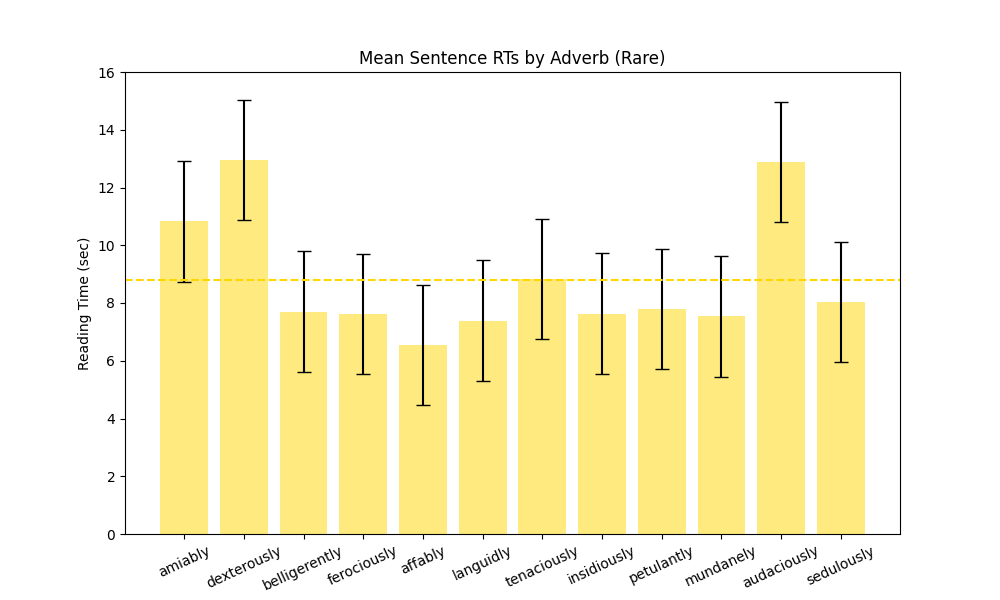 Mean Sentence RTs by Adverb (Rare)
16
14
12
10
8
6
4
2
0
Reading Time (sec)
amiably
dexterously
belligerently
ferociously
affably
languidly
tenaciously
insidiously
petulantly
mundanely
audaciously
sedulously